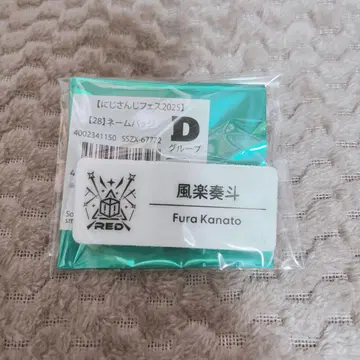 【にじさんじフェス2025】
【28】ネームバッジ
4002341150 SSZX-67772
D
グループ
風楽奏斗
Fura Kanato
RED